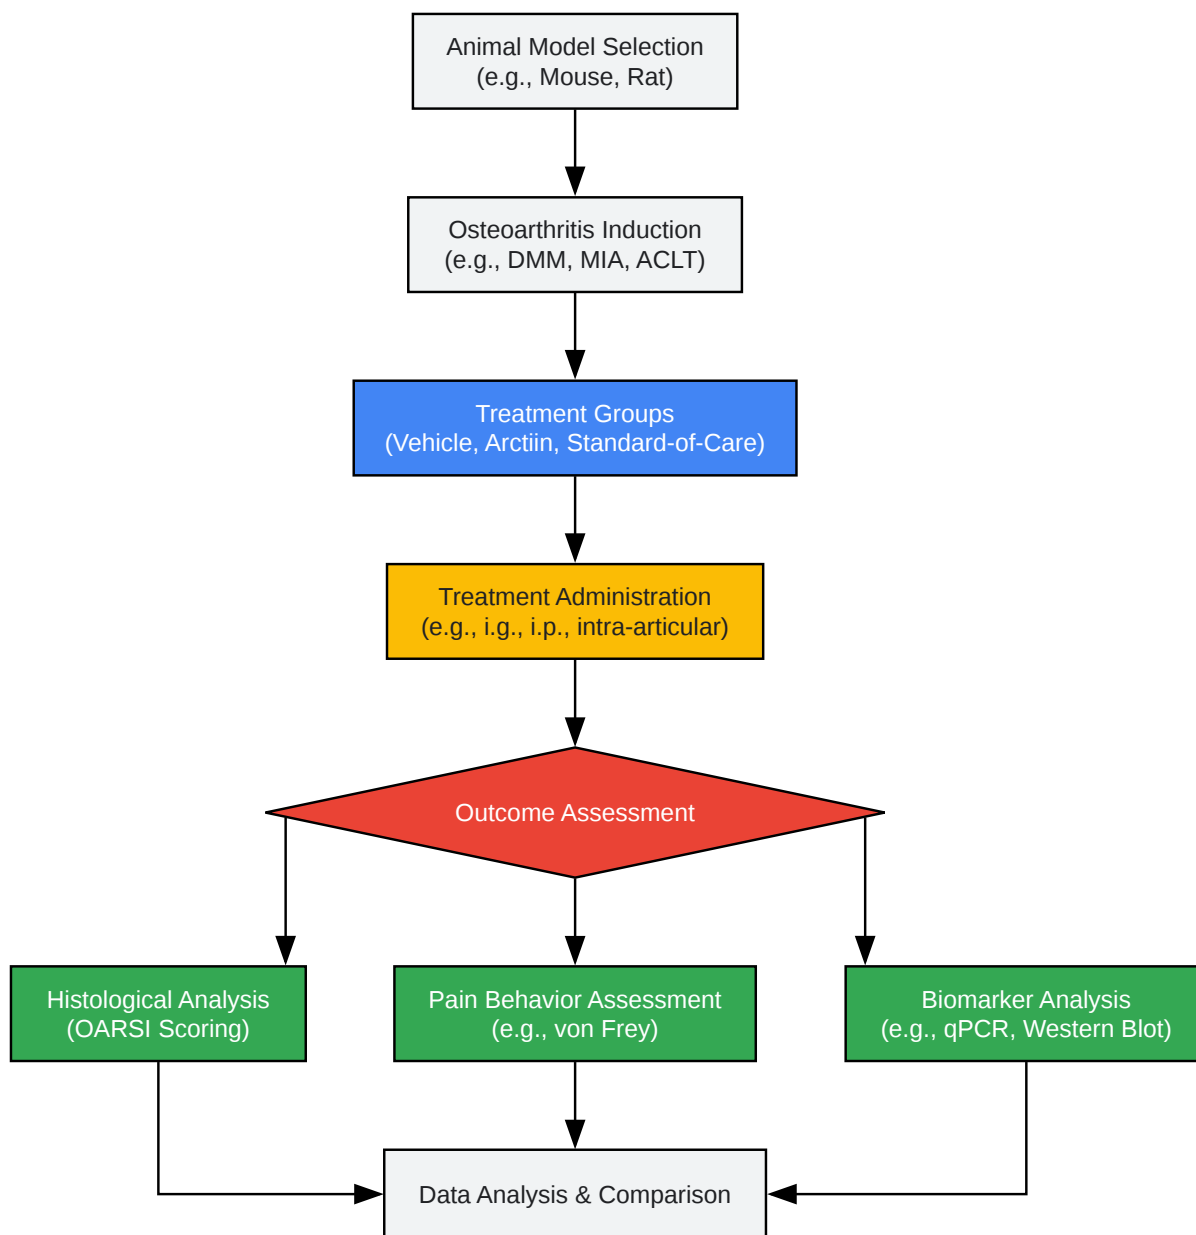 Animal Model Selection
(e.g., Mouse, Rat)
Osteoarthritis Induction
(e.g., DMM, MIA, ACLT)
Treatment Groups
(Vehicle, Arctiin, Standard-of-Care)
Treatment Administration
(e.g., i.g., i.p., intra-articular)
Outcome Assessment
Histological Analysis
(OARSI Scoring)
Pain Behavior Assessment
(e.g., von Frey)
Biomarker Analysis
(e.g., qPCR, Western Blot)
Data Analysis & Comparison